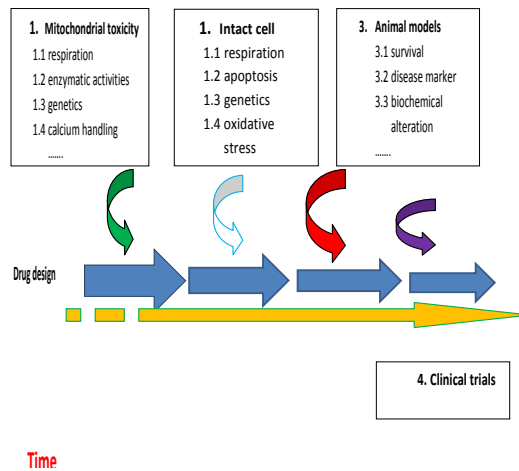 1. Mitochondrial toxicity
1.1 respiration
1.2 enzymatic activities
1.3 genetics
1.4 calcium handling
.......
1. Intact cell
1.1 respiration
1.2 apoptosis
1.3 genetics
1.4 oxidative
stress
3. Animal models
3.1 survival
3.2 disease marker
3.3 biochemical
alteration
.......
Drug design
4. Clinical trials
Time